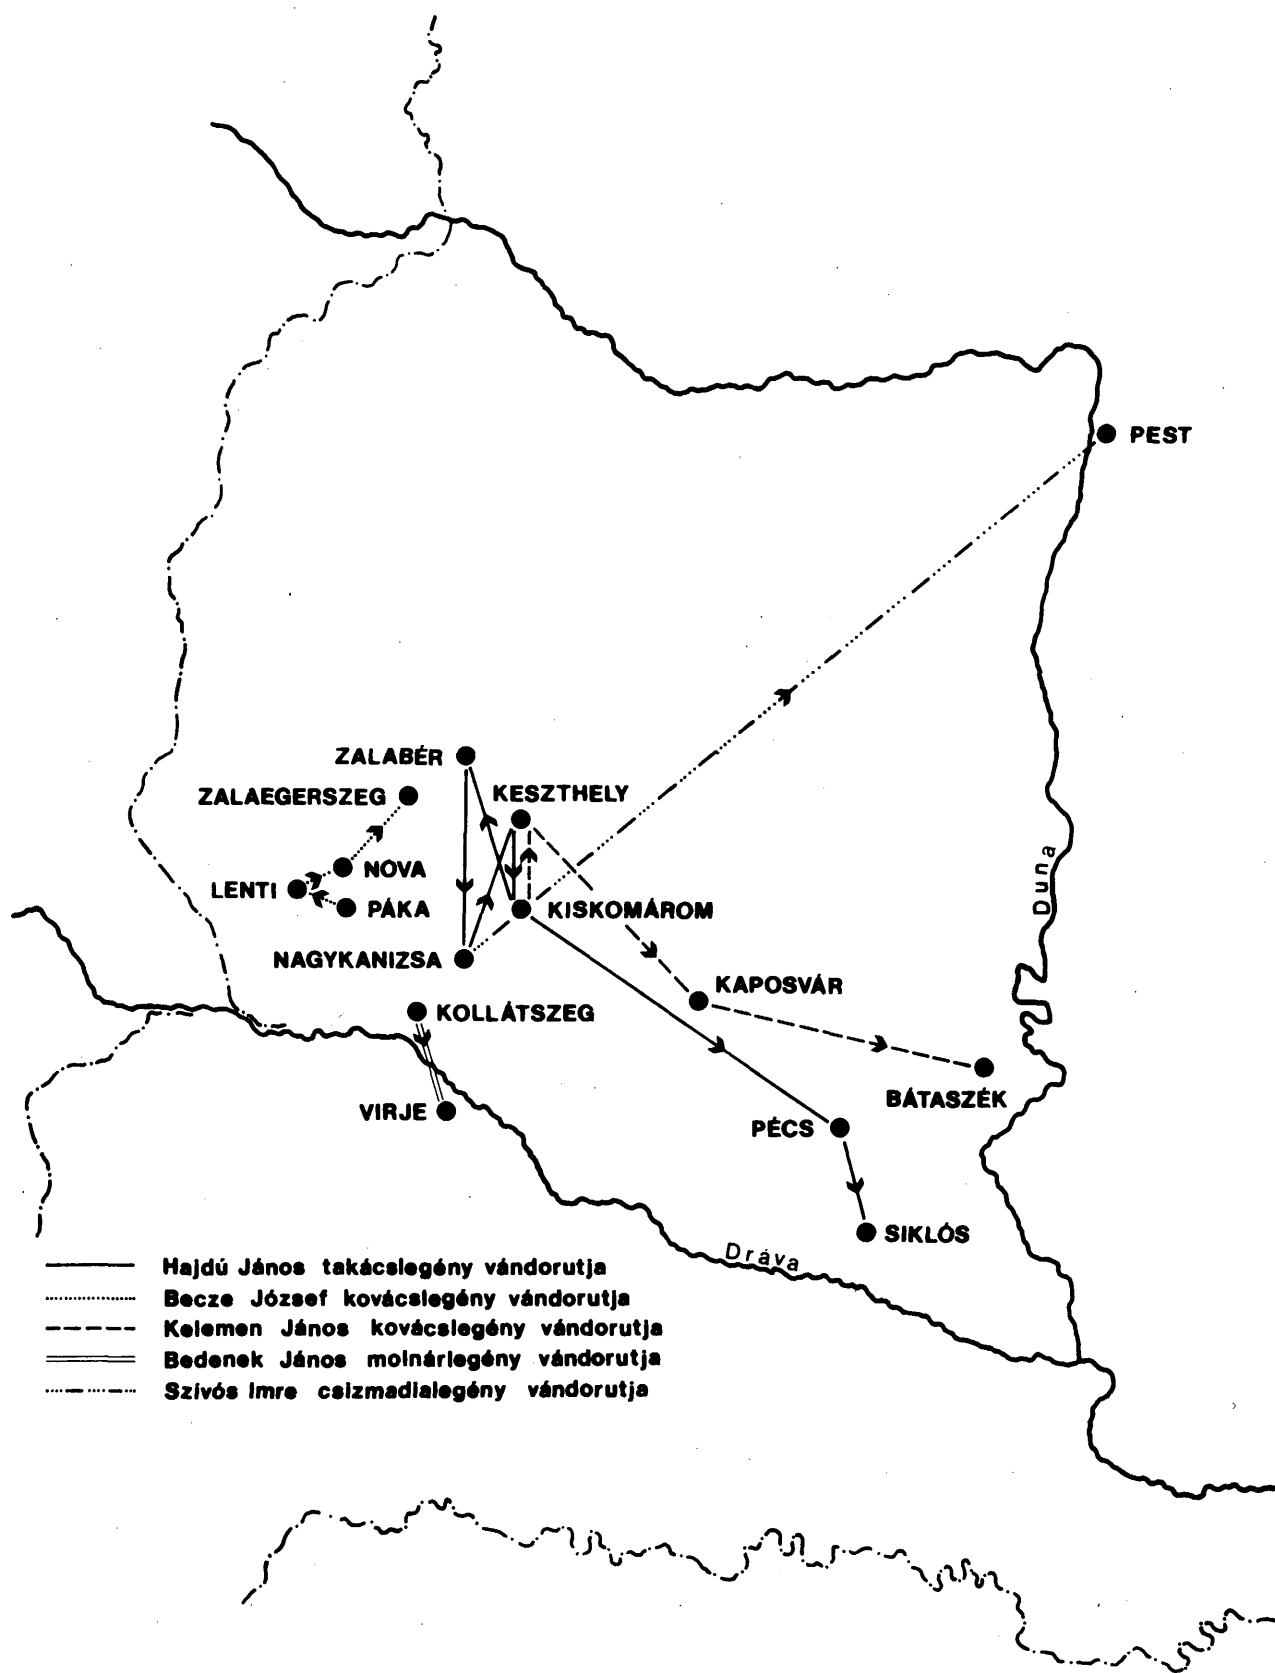 PEST
ZALABÉR
ZALAEGERSZEG
KESZTHELY
NOVA
LENTI
PÁKA
KISKOMÁROM
Duna
NAGYKANIZSA
KAPOSVÁR
KOLLÁTSZEG
BÁTASZÉK
VIRJE
PÉCS
SIKLÓS
Dráva
Hajdú János takácslegény vándorutja
Becze József kovácslegény vándorutja
Kelemen János kovácslegény vándorutja
Bedenek János molnárlegény vándorutja
Szívós Imre csizmadialegény vándorutja